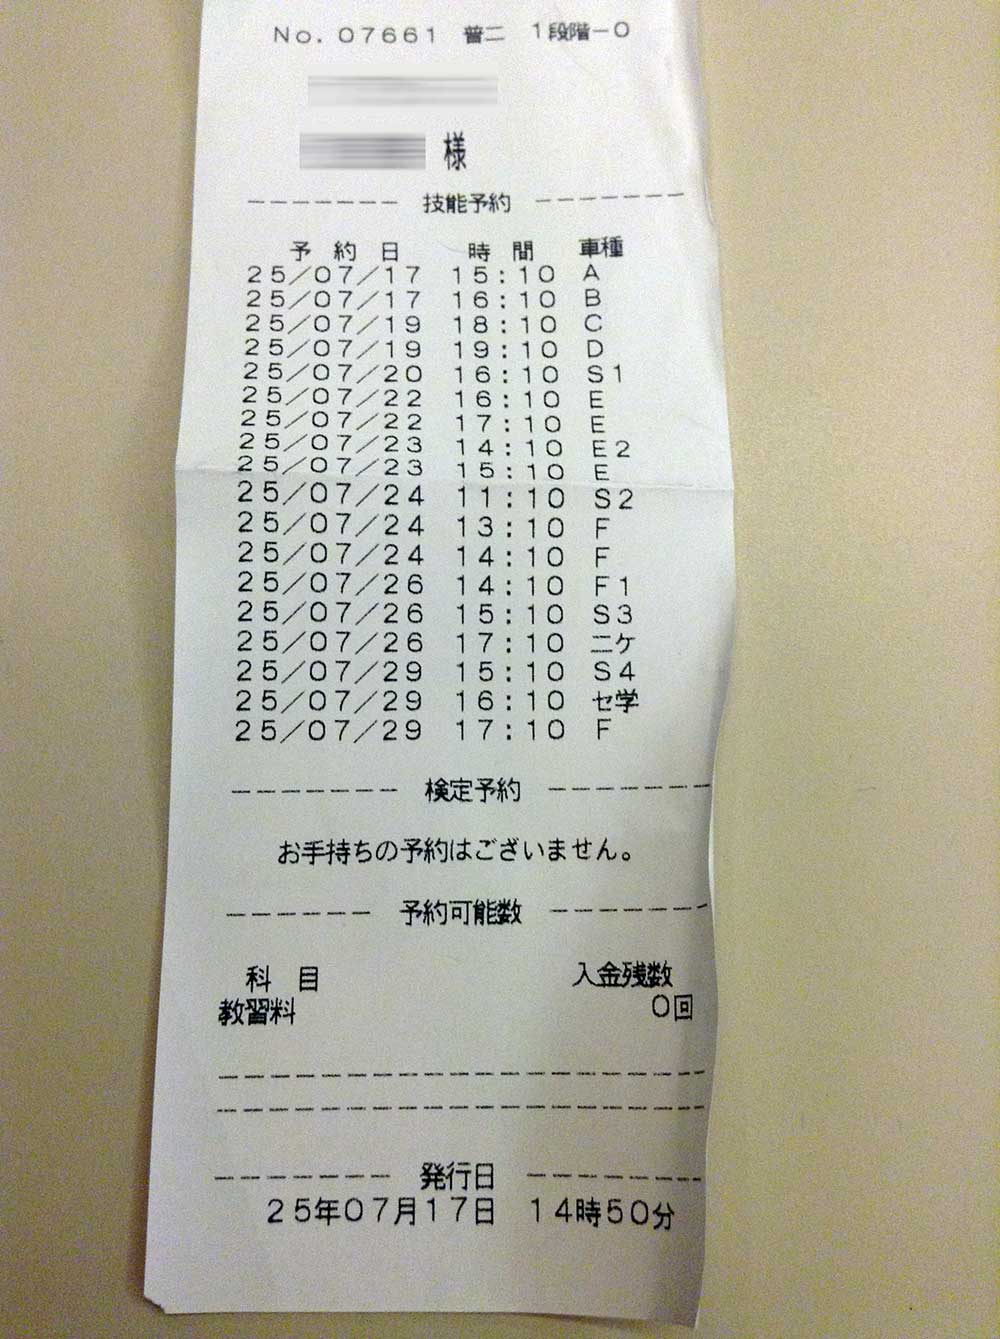 No. 07661 普二 1段階-0
様
------- 技能予約 -------
予約日 時間 車種
25/07/17 15:10 A
25/07/17 16:10 B
25/07/19 18:10 C
25/07/19 19:10 D
25/07/20 16:10 S1
25/07/22 16:10 E
25/07/22 17:10 E
25/07/23 14:10 E2
25/07/23 15:10 E
25/07/24 11:10 S2
25/07/24 13:10 F
25/07/24 14:10 F
25/07/26 14:10 F1
25/07/26 15:10 S3
25/07/26 17:10 ニケ
25/07/29 15:10 S4
25/07/29 16:10 セ学
25/07/29 17:10 F
------- 検定予約 -------
お手持ちの予約はございません。
------ 予約可能数 -------
科目 入金残数
教習料 0回
------- 発行日 -------
25年07月17日 14時50分